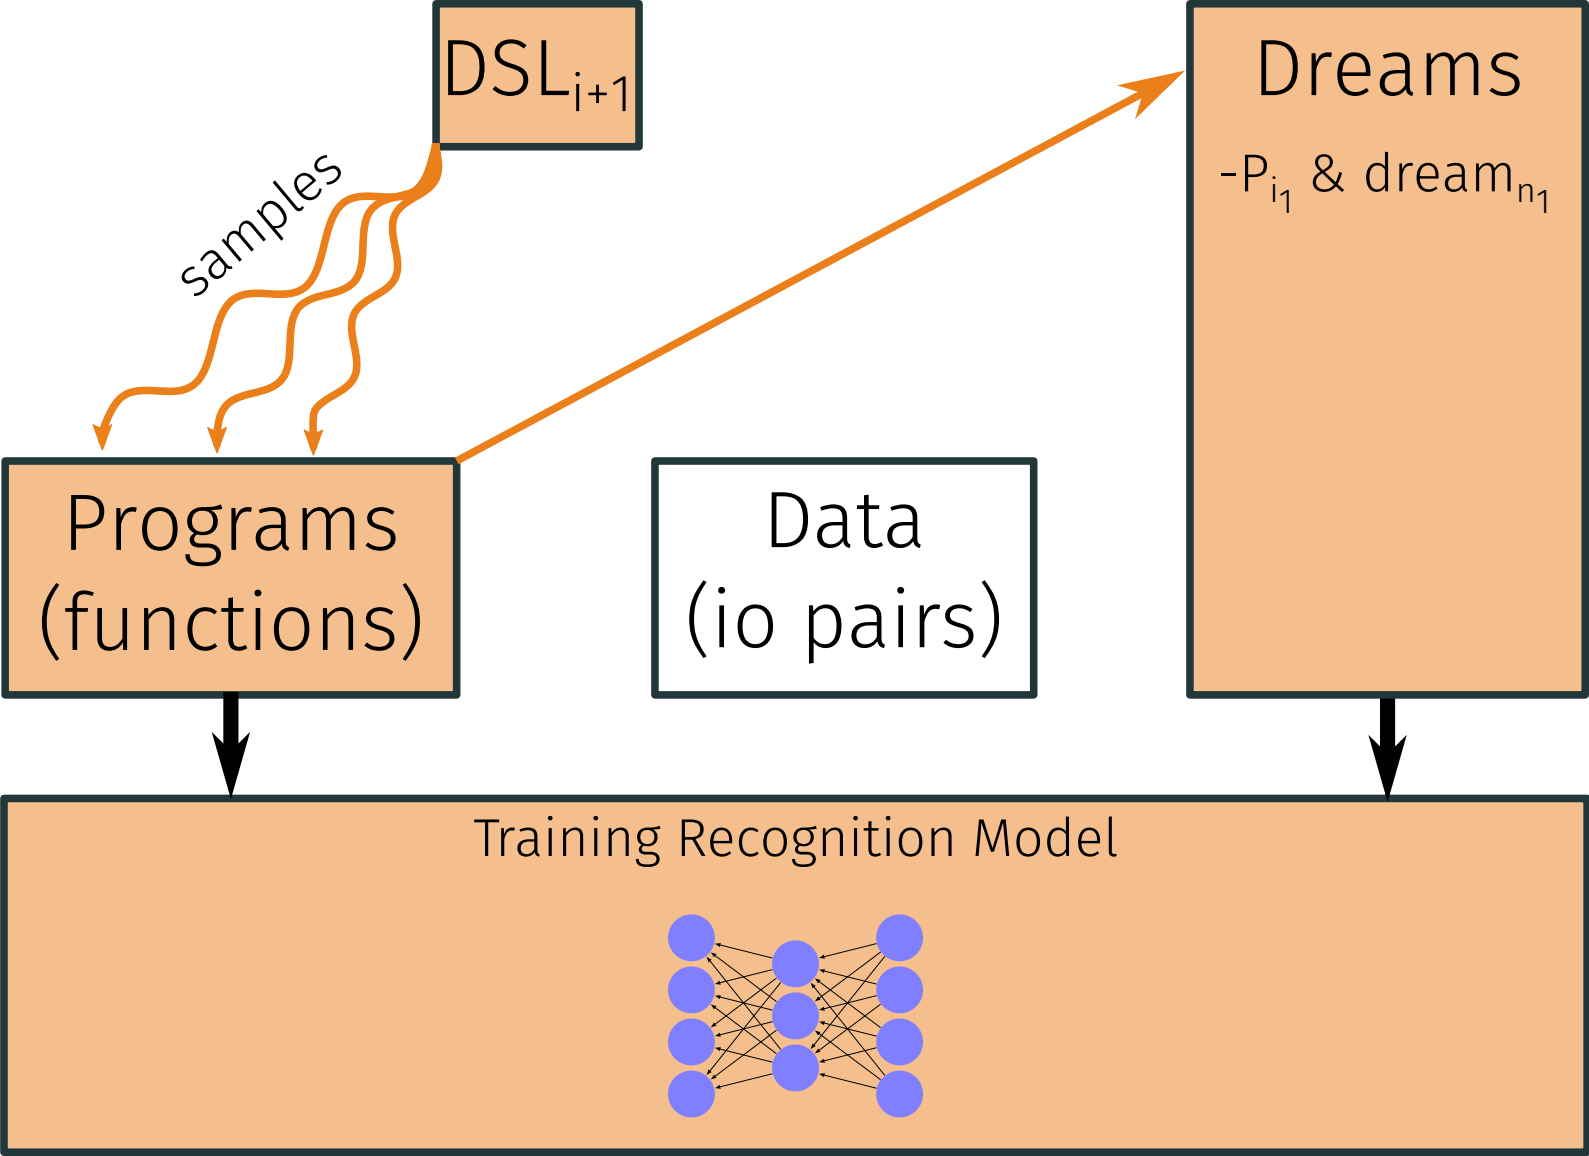 DSLi+1
Dreams
-Pi1 & dreamn1
samples
Programs
(functions)
Data
(io pairs)
Training Recognition Model